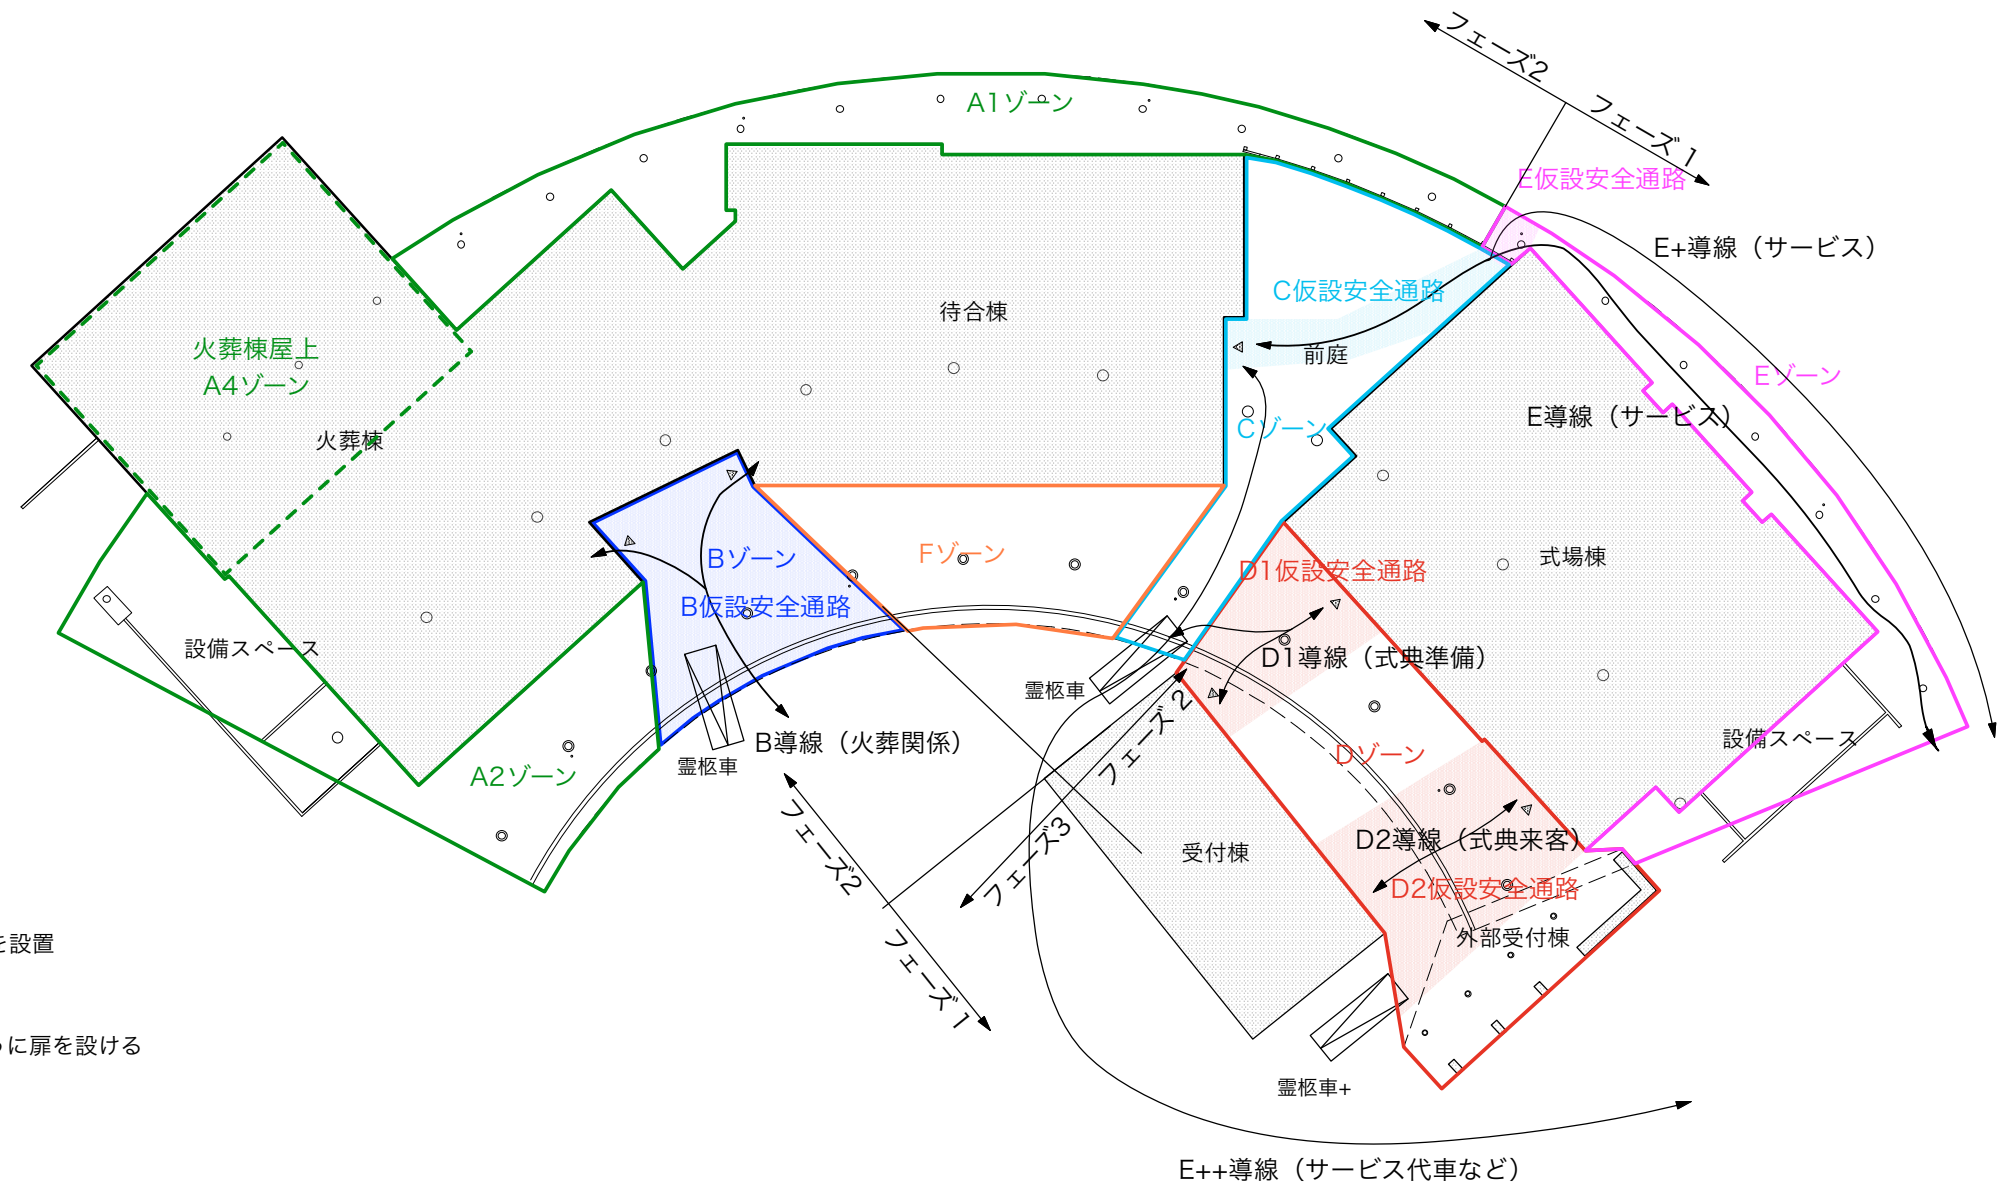 フェーズ2
フェーズ1
A1ゾーン
E仮設安全通路
E+導線（サービス）
C仮設安全通路
待合棟
前庭
火葬棟屋上
A4ゾーン
火葬棟
Eゾーン
E導線（サービス）
Cゾーン
Bゾーン
Fゾーン
式場棟
D1仮設安全通路
B仮設安全通路
設備スペース
D1導線（式典準備）
霊柩車
フェーズ2
B導線（火葬関係）
霊柩車
A2ゾーン
Dゾーン
設備スペース
フェーズ2
フェーズ3
受付棟
D2導線（式典来客）
D2仮設安全通路
外部受付棟
を設置
フェーズ1
うに扉を設ける
霊柩車+
E++導線（サービス代車など）